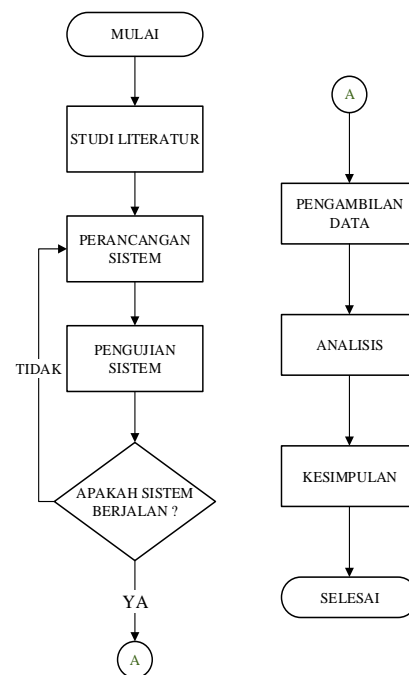 MULAI
STUDI LITERATUR
PERANCANGAN
SISTEM
PENGUJIAN
SISTEM
TIDAK
APAKAH SISTEM
BERJALAN ?
YA
A
A
PENGAMBILAN
DATA
ANALISIS
KESIMPULAN
SELESAI